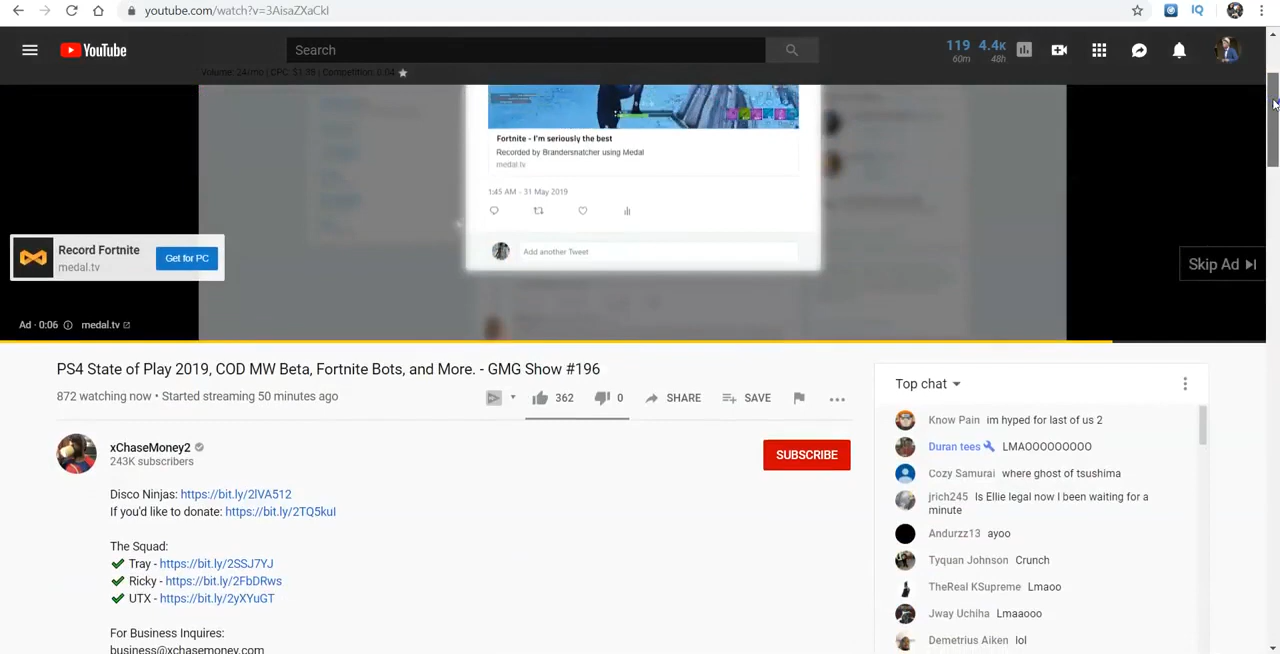 youtube.com/watch?v=3AisaZXaCkI
IQ
YouTube
Search
119 4.4K
60m 48h
Volume: 24/mo | CPC: $1.35 | Competition: 0.04
Fortnite - I'm seriously the best
Recorded by Brandersnatcher using Medal
medal.tv
1:45 AM - 31 May 2019
Add another Tweet
Record Fortnite
medal.tv
Get for PC
Skip Ad
Ad · 0:06 medal.tv
PS4 State of Play 2019, COD MW Beta, Fortnite Bots, and More. - GMG Show #196
872 watching now • Started streaming 50 minutes ago
362 0 SHARE SAVE
xChaseMoney2
243K subscribers
SUBSCRIBE
Disco Ninjas: https://bit.ly/2lVA512
If you'd like to donate: https://bit.ly/2TQ5kuI
The Squad:
Tray - https://bit.ly/2SSJ7YJ
Ricky - https://bit.ly/2FbDRws
UTX - https://bit.ly/2yXYuGT
For Business Inquires:
business@xchasemoney.com
Top chat
Know Pain im hyped for last of us 2
Duran tees LMAOOOOOOOO
Cozy Samurai where ghost of tsushima
jrich245 Is Ellie legal now I been waiting for a
minute
Andurzz13 ayoo
Tyquan Johnson Crunch
TheReal KSupreme Lmaoo
Jway Uchiha Lmaaooo
Demetrius Aiken lol